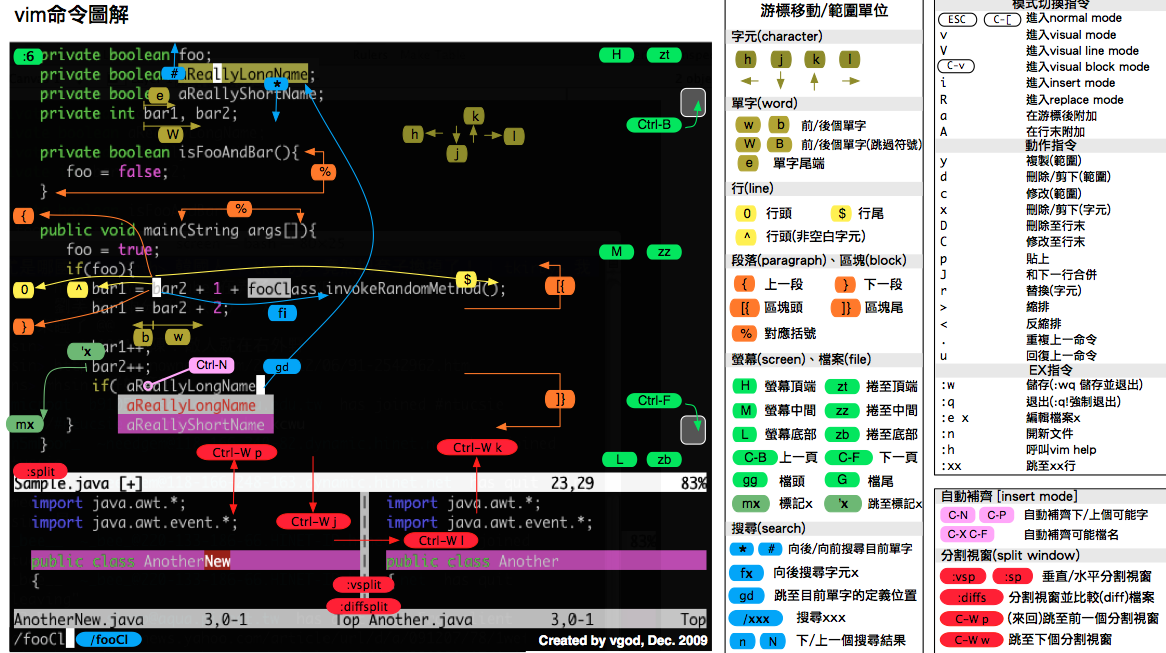 vim命令圖解
:6
private boolean foo;
H
zt
private boolea
#
aReallyLongName;
private bole
e
*
aReallyShortName;
private int bar1, bar2;
w
h
j
k
l
Ctrl-B
private boolean isFooAndBar(){
foo = false;
%
}
{
%
public void main(String args[]){
foo = true;
M
zz
if(foo){
0
^
bar1 = bar2 + 1 + fooClass.invokeRandomMethod();
$
[{
bar1 = bar2 + 2;
fi
}
b
w
'x
bar1++;
bar2++;
Ctrl-N
gd
if( aReallyLongName
aReallyLongName
]}
Ctrl-F
mx
}
aReallyShortName
}
Ctrl-W p
Ctrl-W k
L
zb
:split
Sample.java [+]
23,29
83%
import java.awt.*;
import java.awt.*;
import java.awt.event.*;
import java.awt.event.*;
Ctrl-W j
Ctrl-W l
public class AnotherNew
public class Another
{
{
:vsplit
:diffsplit
AnotherNew.java
3,0-1
Top
Another.java
3,0-1
Top
/fooCl
/fooCl
Created by vgod, Dec. 2009
游標移動/範圍單位
字元(character)
h j k l
單字(word)
w b 前/後個單字
W B 前/後個單字(跳過符號)
e 單字尾端
行(line)
0 行頭 $ 行尾
^ 行頭(非空白字元)
段落(paragraph)、區塊(block)
{ 上一段 } 下一段
[{ 區塊頭 ]} 區塊尾
% 對應括號
螢幕(screen)、檔案(file)
H 螢幕頂端 zt 捲至頂端
M 螢幕中間 zz 捲至中間
L 螢幕底部 zb 捲至底部
C-B 上一頁 C-F 下一頁
gg 檔頭 G 檔尾
mx 標記x 'x 跳至標記x
搜尋(search)
* # 向後/向前搜尋目前單字
fx 向後搜尋字元x
gd 跳至目前單字的定義位置
/xxx 搜尋xxx
n N 下/上一個搜尋結果
模式切換指令
ESC C-[ 進入normal mode
v 進入visual mode
V 進入visual line mode
C-v 進入visual block mode
i 進入insert mode
R 進入replace mode
a 在游標後附加
A 在行末附加
動作指令
y 複製(範圍)
d 刪除/剪下(範圍)
c 修改(範圍)
x 刪除/剪下(字元)
D 刪除至行末
C 修改至行末
p 貼上
J 和下一行合併
r 替換(字元)
> 縮排
< 反縮排
. 重複上一命令
u 回復上一命令
EX指令
:w 儲存(:wq 儲存並退出)
:q 退出(:q!強制退出)
:e x 編輯檔案x
:n 開新文件
:h 呼叫vim help
:xx 跳至xx行
自動補齊 [insert mode]
C-N C-P 自動補齊下/上個可能字
C-X C-F 自動補齊可能檔名
分割視窗(split window)
:vsp :sp 垂直/水平分割視窗
:diffs 分割視窗並比較(diff)檔案
C-W p (來回)跳至前一個分割視窗
C-W w 跳至下個分割視窗